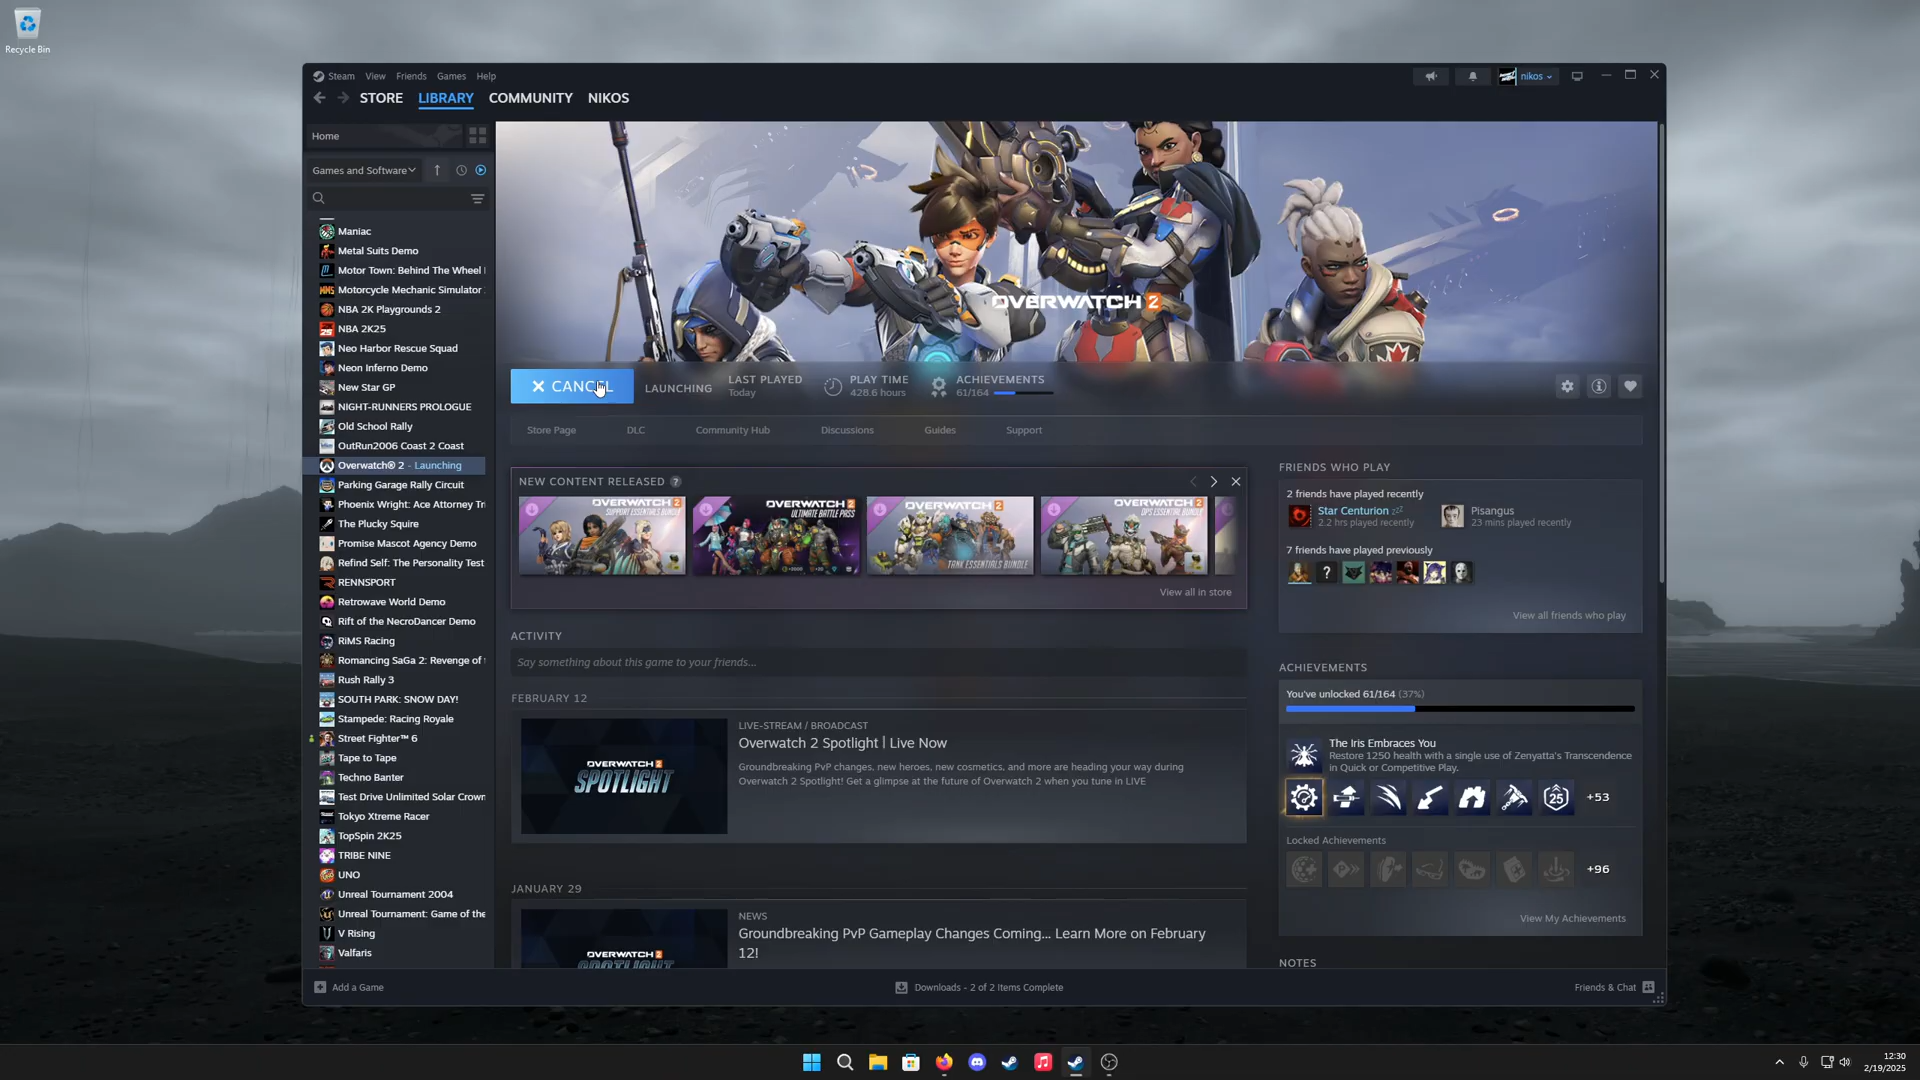 Recycle Bin
Steam View Friends Games Help
nikos
STORE LIBRARY COMMUNITY NIKOS
Home
Games and Software
Maniac
Metal Suits Demo
Motor Town: Behind The Wheel
Motorcycle Mechanic Simulator
NBA 2K Playgrounds 2
NBA 2K25
Neo Harbor Rescue Squad
Neon Inferno Demo
New Star GP
NIGHT-RUNNERS PROLOGUE
Old School Rally
OutRun2006 Coast 2 Coast
Overwatch® 2 - Launching
Parking Garage Rally Circuit
Phoenix Wright: Ace Attorney Tr
The Plucky Squire
Promise Mascot Agency Demo
Refind Self: The Personality Test
RENNSPORT
Retrowave World Demo
Rift of the NecroDancer Demo
RiMS Racing
Romancing SaGa 2: Revenge of
Rush Rally 3
SOUTH PARK: SNOW DAY!
Stampede: Racing Royale
Street Fighter™ 6
Tape to Tape
Techno Banter
Test Drive Unlimited Solar Crown
Tokyo Xtreme Racer
TopSpin 2K25
TRIBE NINE
UNO
Unreal Tournament 2004
Unreal Tournament: Game of the
V Rising
Valfaris
OVERWATCH 2
CANCEL
LAUNCHING
LAST PLAYED
Today
PLAY TIME
428.6 hours
ACHIEVEMENTS
61/164
Store Page DLC Community Hub Discussions Guides Support
NEW CONTENT RELEASED ?
OVERWATCH 2
SUPPORT ESSENTIALS BUNDLE
OVERWATCH 2
ULTIMATE BATTLE PASS
OVERWATCH 2
TANK ESSENTIALS BUNDLE
OVERWATCH 2
DPS ESSENTIALS BUNDLE
View all in store
ACTIVITY
Say something about this game to your friends...
FEBRUARY 12
OVERWATCH 2
SPOTLIGHT
LIVE-STREAM / BROADCAST
Overwatch 2 Spotlight | Live Now
Groundbreaking PvP changes, new heroes, new cosmetics, and more are heading your way during
Overwatch 2 Spotlight! Get a glimpse at the future of Overwatch 2 when you tune in LIVE
JANUARY 29
OVERWATCH 2
SPOTLIGHT
NEWS
Groundbreaking PvP Gameplay Changes Coming... Learn More on February
12!
FRIENDS WHO PLAY
2 friends have played recently
Star Centurion zzz
2.2 hrs played recently
Pisangus
23 mins played recently
7 friends have played previously
?
View all friends who play
ACHIEVEMENTS
You've unlocked 61/164 (37%)
The Iris Embraces You
Restore 1250 health with a single use of Zenyatta's Transcendence
in Quick or Competitive Play.
25
+53
Locked Achievements
+96
View My Achievements
NOTES
Add a Game
Downloads - 2 of 2 Items Complete
Friends & Chat
12:30
2/19/2025